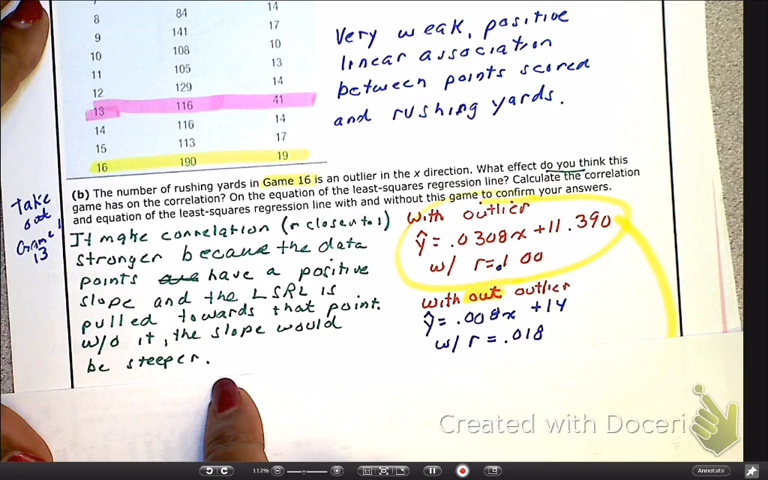 8 84 14
9 141 17
10 108 10
11 105 13
12 129 14
13 116 41
14 116 14
15 113 17
16 190 19
Very weak, positive
linear association
between points scored
and rushing yards.
(b) The number of rushing yards in Game 16 is an outlier in the x direction. What effect do you think this
game has on the correlation? On the equation of the least-squares regression line? Calculate the correlation
and equation of the least-squares regression line with and without this game to confirm your answers.
Take
out
Game
13
It make correlation (r closer to 1)
stronger because the data
points are have a positive
slope and the LSRL is
pulled towards that point.
w/o it, the slope would
be steeper.
with outlier
ŷ = .0308x + 11.390
w/ r = .100
without outlier
ŷ = .008x + 14
w/ r = .018
Created with Doceri
112%
Annotate